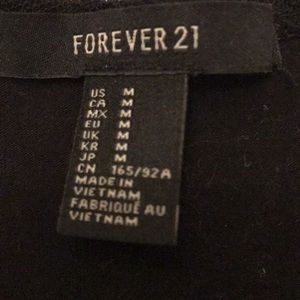 FOREVER 21
US M
CA M
MX M
EU M
UK M
KR M
JP M
CN 165/92A
MADE IN
VIETNAM
FABRIQUÉ AU
VIETNAM